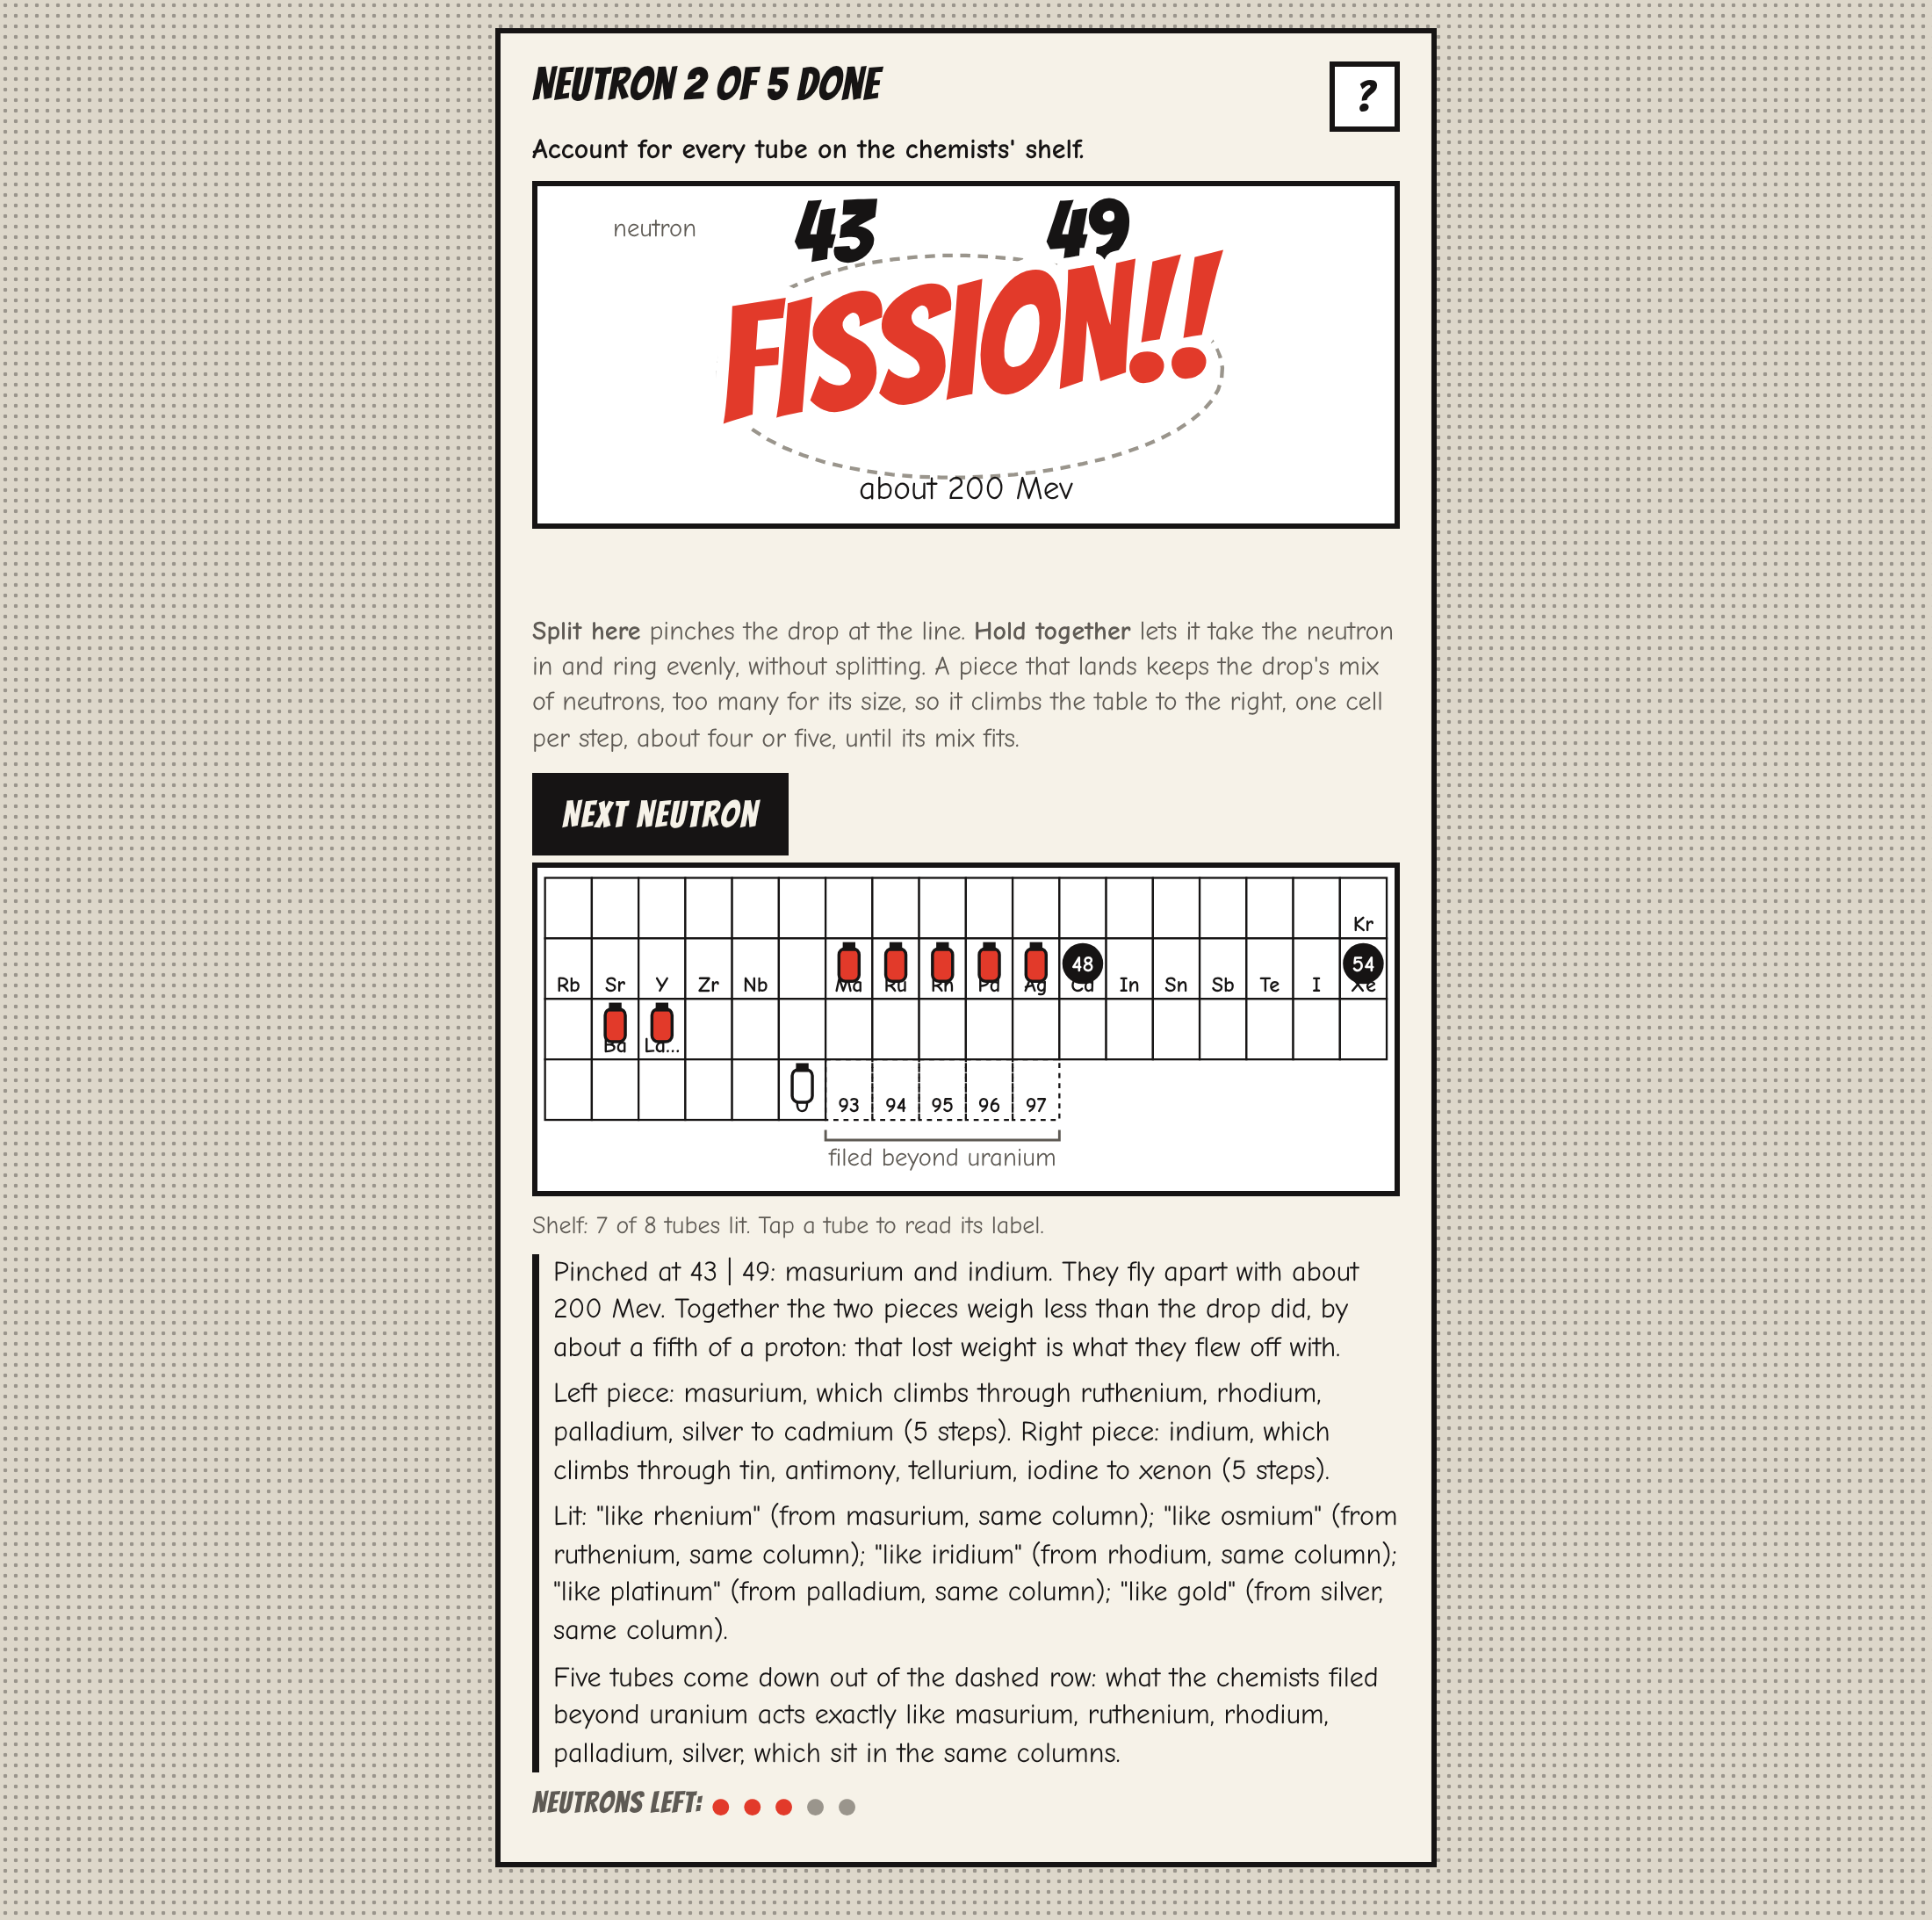 NEUTRON 2 OF 5 DONE
?
Account for every tube on the chemists' shelf.
neutron
43
49
FISSION!!
about 200 Mev
Split here pinches the drop at the line. Hold together lets it take the neutron
in and ring evenly, without splitting. A piece that lands keeps the drop's mix
of neutrons, too many for its size, so it climbs the table to the right, one cell
per step, about four or five, until its mix fits.
NEXT NEUTRON
Kr
48
54
Rb Sr Y Zr Nb Ma Ru Rh Pd Ag Cd In Sn Sb Te I Xe
Ba La...
93 94 95 96 97
filed beyond uranium
Shelf: 7 of 8 tubes lit. Tap a tube to read its label.
Pinched at 43 | 49: masurium and indium. They fly apart with about
200 Mev. Together the two pieces weigh less than the drop did, by
about a fifth of a proton: that lost weight is what they flew off with.
Left piece: masurium, which climbs through ruthenium, rhodium,
palladium, silver to cadmium (5 steps). Right piece: indium, which
climbs through tin, antimony, tellurium, iodine to xenon (5 steps).
Lit: "like rhenium" (from masurium, same column); "like osmium" (from
ruthenium, same column); "like iridium" (from rhodium, same column);
"like platinum" (from palladium, same column); "like gold" (from silver,
same column).
Five tubes come down out of the dashed row: what the chemists filed
beyond uranium acts exactly like masurium, ruthenium, rhodium,
palladium, silver, which sit in the same columns.
NEUTRONS LEFT: